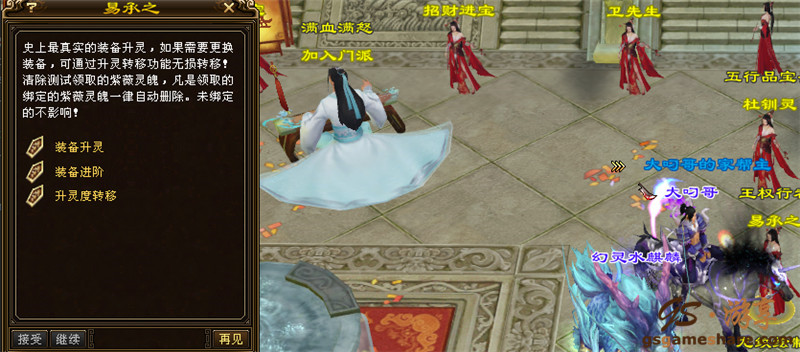 ?
易承之
史上最真实的装备升灵，如果需要更换
装备，可通过升灵转移功能无损转移！
清除测试领取的紫薇灵魄，凡是领取的
绑定的紫薇灵魄一律自动删除。未绑定
的不影响！
装备升灵
装备进阶
升灵度转移
接受
继续
再见
满血满怒
加入门派
招财进宝
卫先生
五行品宝
杜钏灵
大叼哥的家帮主
大叼哥
王权行者
易承之
幻灵水麒麟
GS·游享
gsgameshare.com